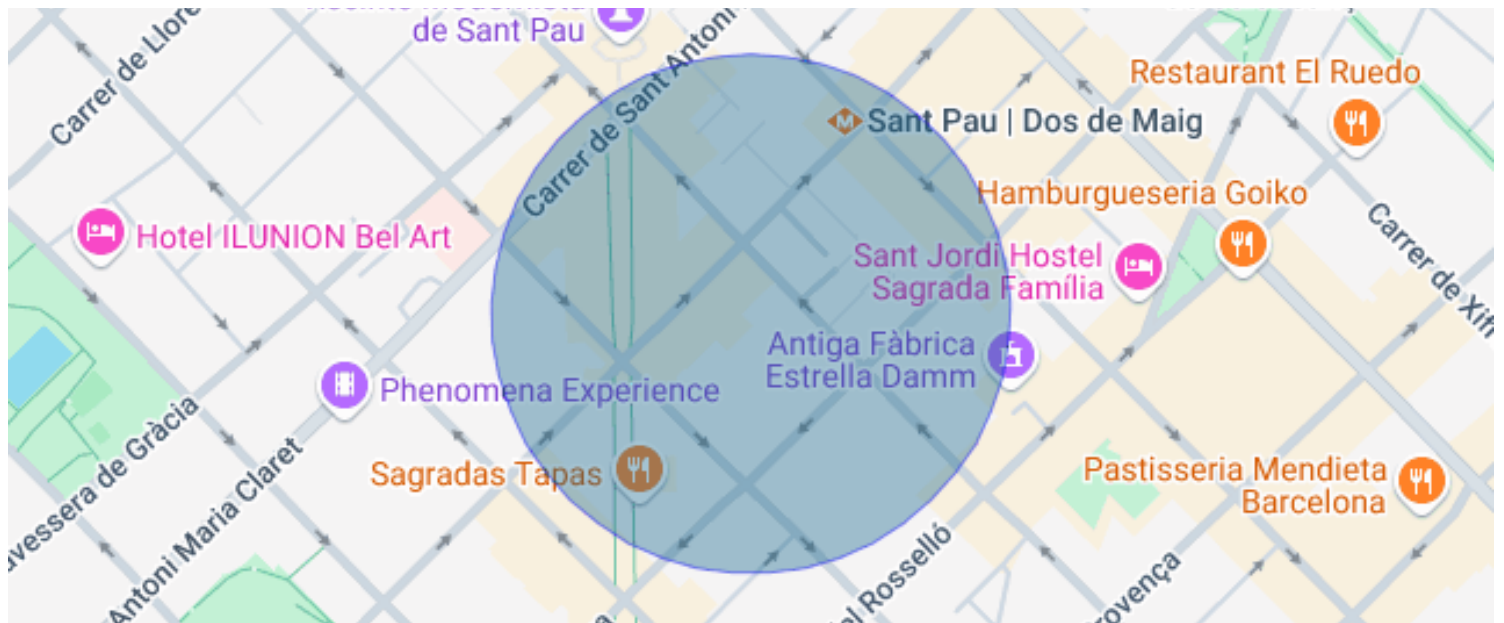 de Sant Pau
Carrer de Llore
Carrer de Sant Antoni
Restaurant El Ruedo
M
Sant Pau | Dos de Maig
Hamburgueseria Goiko
Hotel ILUNION Bel Art
Sant Jordi Hostel
Sagrada Família
Carrer de Xif
Antiga Fàbrica
Estrella Damm
Phenomena Experience
Sagradas Tapas
Pastisseria Mendieta
Barcelona
avessera de Gràcia
Antoni Maria Claret
el Rosselló
rovença
a